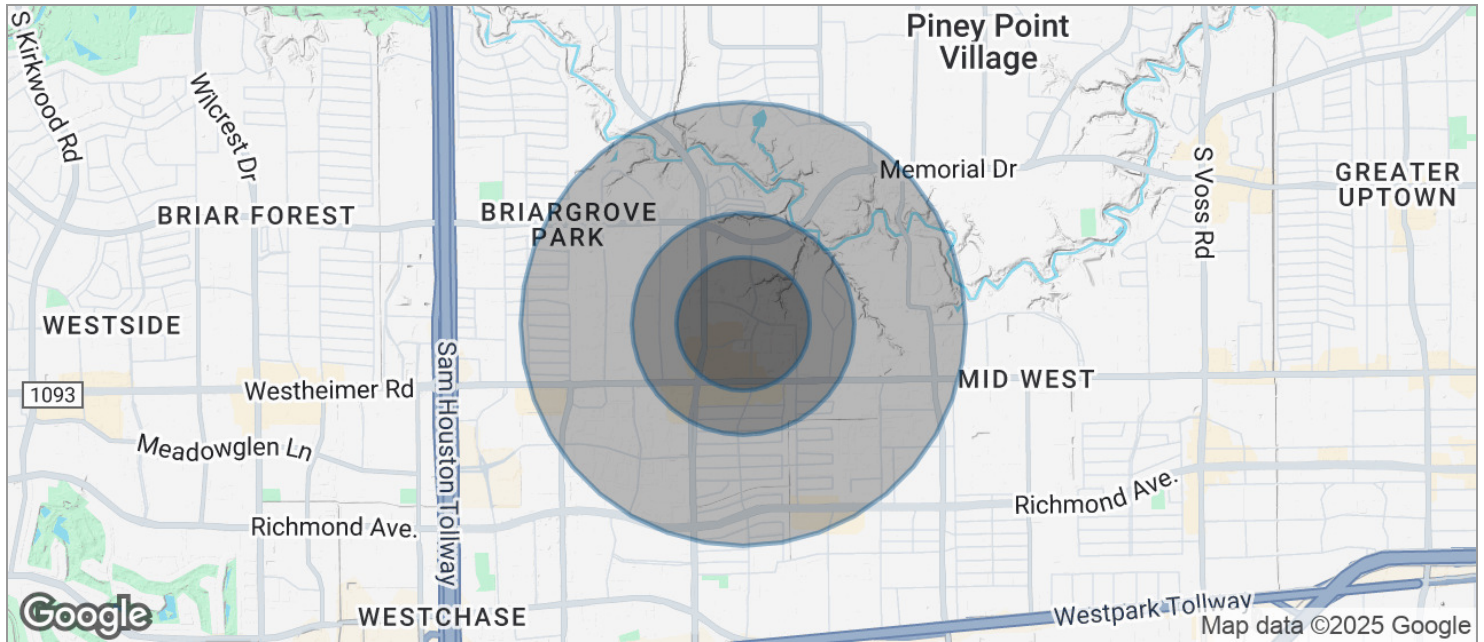 Piney Point
Village
S Kirkwood Rd
Wilcrest Dr
Memorial Dr
S Voss Rd
GREATER
UPTOWN
BRIAR FOREST
BRIARGROVE
PARK
WESTSIDE
Sam Houston Tollway
MID WEST
1093
Westheimer Rd
Meadowglen Ln
Richmond Ave.
Richmond Ave.
WESTCHASE
Westpark Tollway
Google
Map data ©2025 Google